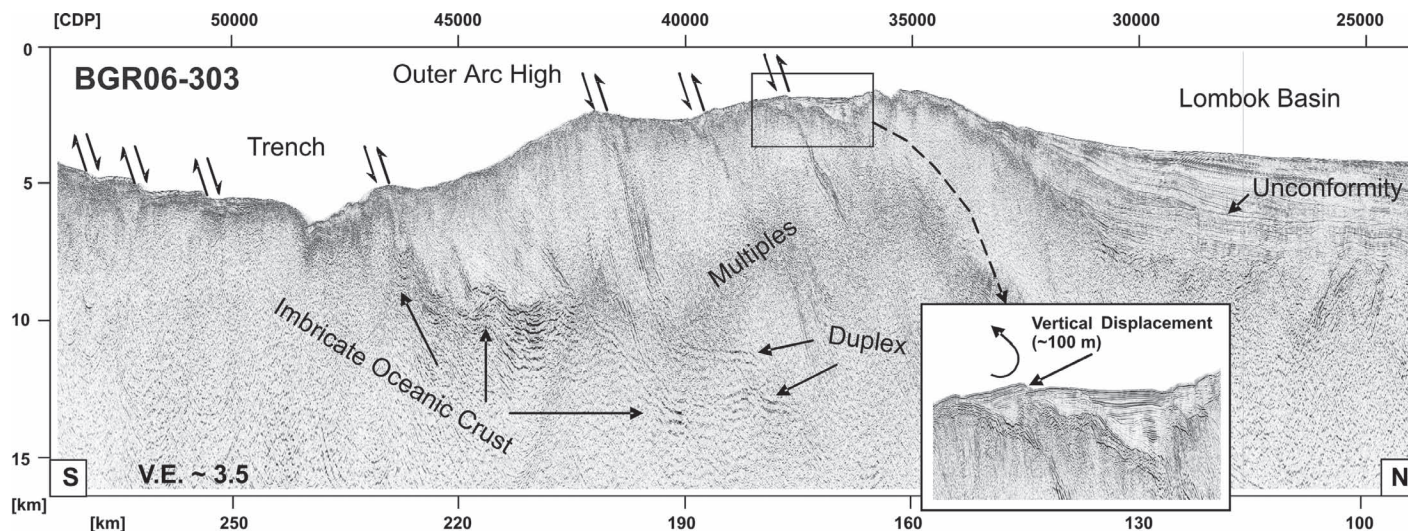 [CDP] 50000 45000 40000 35000 30000 25000
0
BGR06-303
Outer Arc High
Lombok Basin
Trench
5
Unconformity
Multiples
10
Imbricate Oceanic Crust
Duplex
Vertical Displacement
(~100 m)
15
S
V.E. ~ 3.5
N
[km]
[km] 250 220 190 160 130 100